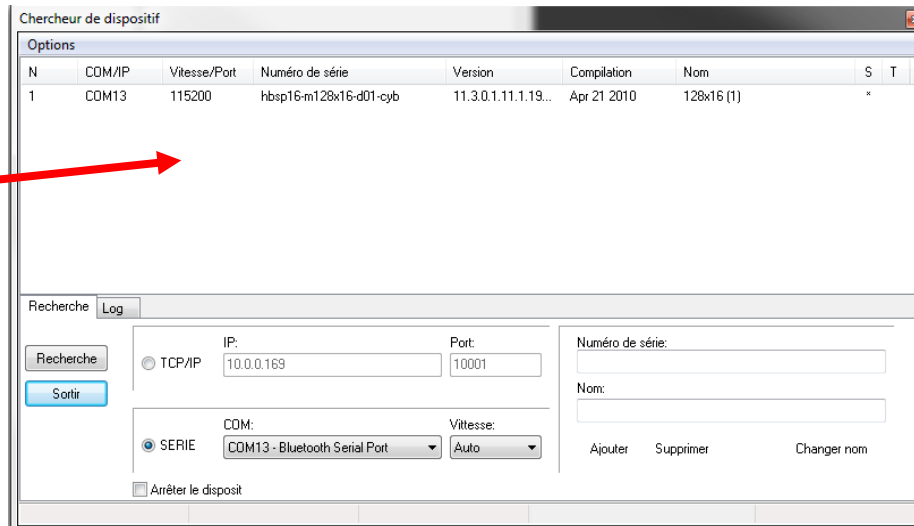 Chercheur de dispositif
Options
N COM/IP Vitesse/Port Numéro de série Version Compilation Nom S T
1 COM13 115200 hbsp16-m128x16-d01-cyb 11.3.0.1.11.1.19... Apr 21 2010 128x16 (1) *
Recherche Log
Recherche
Sortir
TCP/IP
IP:
10.0.0.169
Port:
10001
SERIE
COM:
COM13 - Bluetooth Serial Port
Vittesse:
Auto
Arrêter le disposit
Numéro de série:
Nom:
Ajouter Supprimer Changer nom